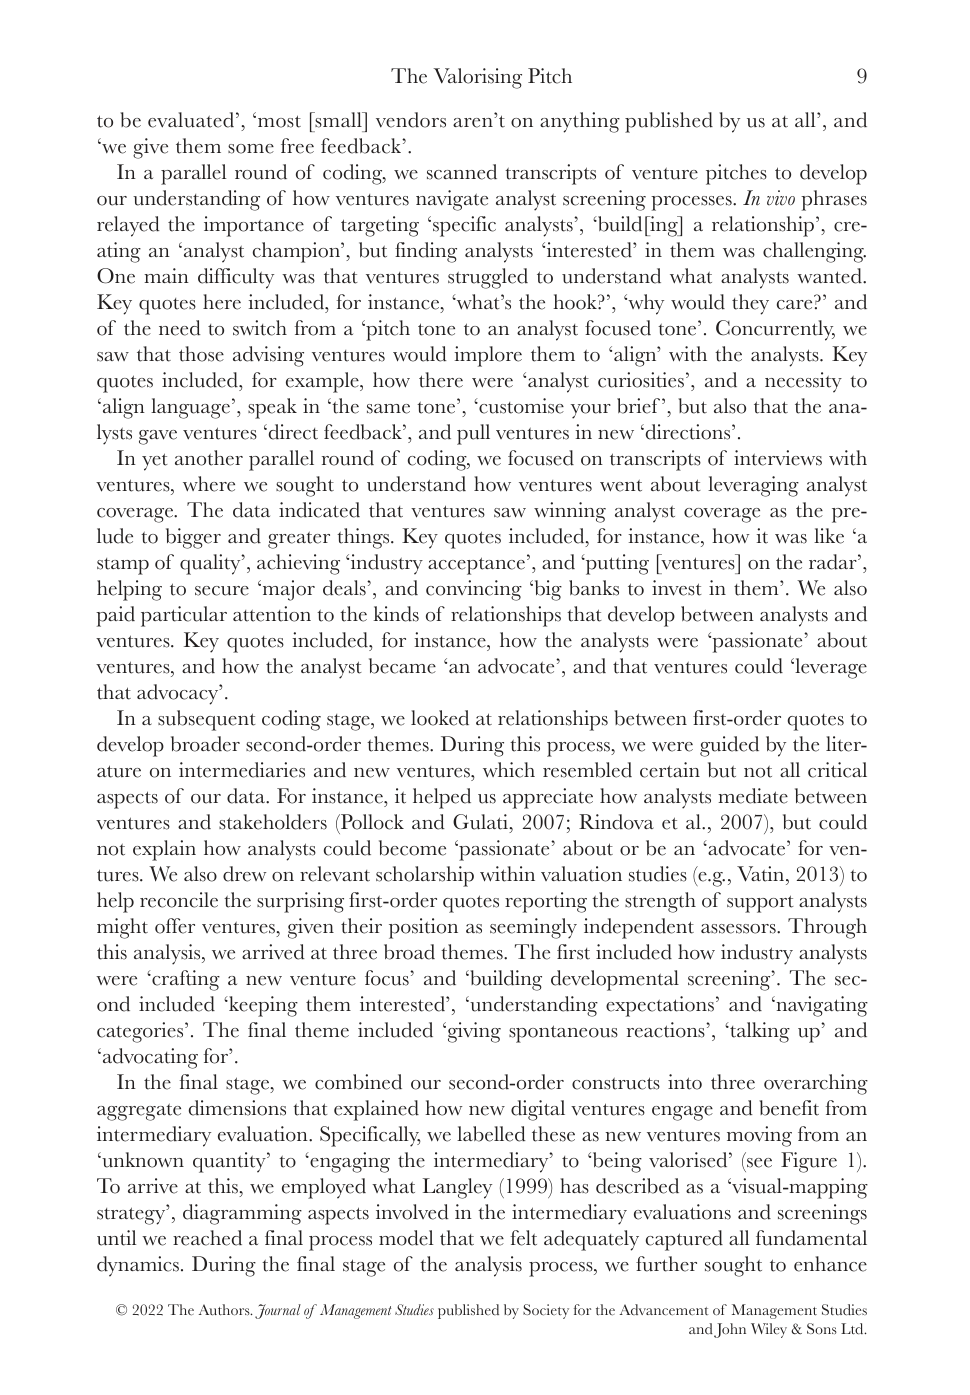 The Valorising Pitch 9
to be evaluated’, ‘most [small] vendors aren’t on anything published by us at all’, and
‘we give them some free feedback’.
In a parallel round of coding, we scanned transcripts of venture pitches to develop
our understanding of how ventures navigate analyst screening processes. In vivo phrases
relayed the importance of targeting ‘specific analysts’, ‘build[ing] a relationship’, cre-
ating an ‘analyst champion’, but finding analysts ‘interested’ in them was challenging.
One main difficulty was that ventures struggled to understand what analysts wanted.
Key quotes here included, for instance, ‘what’s the hook?’, ‘why would they care?’ and
of the need to switch from a ‘pitch tone to an analyst focused tone’. Concurrently, we
saw that those advising ventures would implore them to ‘align’ with the analysts. Key
quotes included, for example, how there were ‘analyst curiosities’, and a necessity to
‘align language’, speak in ‘the same tone’, ‘customise your brief’, but also that the ana-
lysts gave ventures ‘direct feedback’, and pull ventures in new ‘directions’.
In yet another parallel round of coding, we focused on transcripts of interviews with
ventures, where we sought to understand how ventures went about leveraging analyst
coverage. The data indicated that ventures saw winning analyst coverage as the pre-
lude to bigger and greater things. Key quotes included, for instance, how it was like ‘a
stamp of quality’, achieving ‘industry acceptance’, and ‘putting [ventures] on the radar’,
helping to secure ‘major deals’, and convincing ‘big banks to invest in them’. We also
paid particular attention to the kinds of relationships that develop between analysts and
ventures. Key quotes included, for instance, how the analysts were ‘passionate’ about
ventures, and how the analyst became ‘an advocate’, and that ventures could ‘leverage
that advocacy’.
In a subsequent coding stage, we looked at relationships between first-order quotes to
develop broader second-order themes. During this process, we were guided by the liter-
ature on intermediaries and new ventures, which resembled certain but not all critical
aspects of our data. For instance, it helped us appreciate how analysts mediate between
ventures and stakeholders (Pollock and Gulati, 2007; Rindova et al., 2007), but could
not explain how analysts could become ‘passionate’ about or be an ‘advocate’ for ven-
tures. We also drew on relevant scholarship within valuation studies (e.g., Vatin, 2013) to
help reconcile the surprising first-order quotes reporting the strength of support analysts
might offer ventures, given their position as seemingly independent assessors. Through
this analysis, we arrived at three broad themes. The first included how industry analysts
were ‘crafting a new venture focus’ and ‘building developmental screening’. The sec-
ond included ‘keeping them interested’, ‘understanding expectations’ and ‘navigating
categories’. The final theme included ‘giving spontaneous reactions’, ‘talking up’ and
‘advocating for’.
In the final stage, we combined our second-order constructs into three overarching
aggregate dimensions that explained how new digital ventures engage and benefit from
intermediary evaluation. Specifically, we labelled these as new ventures moving from an
‘unknown quantity’ to ‘engaging the intermediary’ to ‘being valorised’ (see Figure 1).
To arrive at this, we employed what Langley (1999) has described as a ‘visual-mapping
strategy’, diagramming aspects involved in the intermediary evaluations and screenings
until we reached a final process model that we felt adequately captured all fundamental
dynamics. During the final stage of the analysis process, we further sought to enhance
© 2022 The Authors. Journal of Management Studies published by Society for the Advancement of Management Studies
and John Wiley & Sons Ltd.